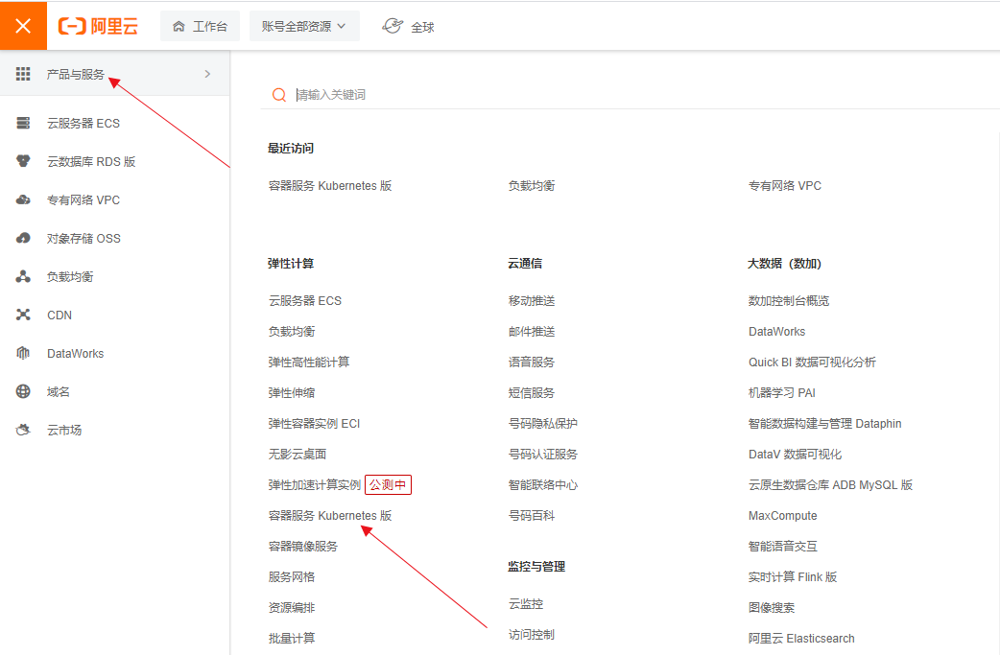 阿里云 工作台 账号全部资源 全球
产品与服务
云服务器 ECS
云数据库 RDS 版
专有网络 VPC
对象存储 OSS
负载均衡
CDN
DataWorks
域名
云市场
请输入关键词
最近访问
容器服务 Kubernetes 版
负载均衡
专有网络 VPC
弹性计算
云服务器 ECS
负载均衡
弹性高性能计算
弹性伸缩
弹性容器实例 ECI
无影云桌面
弹性加速计算实例 公测中
容器服务 Kubernetes 版
容器镜像服务
服务网格
资源编排
批量计算
云通信
移动推送
邮件推送
语音服务
短信服务
号码隐私保护
号码认证服务
智能联络中心
号码百科
监控与管理
云监控
访问控制
大数据（数加)
数加控制台概览
DataWorks
Quick BI 数据可视化分析
机器学习 PAI
智能数据构建与管理 Dataphin
DataV 数据可视化
云原生数据仓库 ADB MySQL 版
MaxCompute
智能语音交互
实时计算 Flink 版
图像搜索
阿里云 Elasticsearch